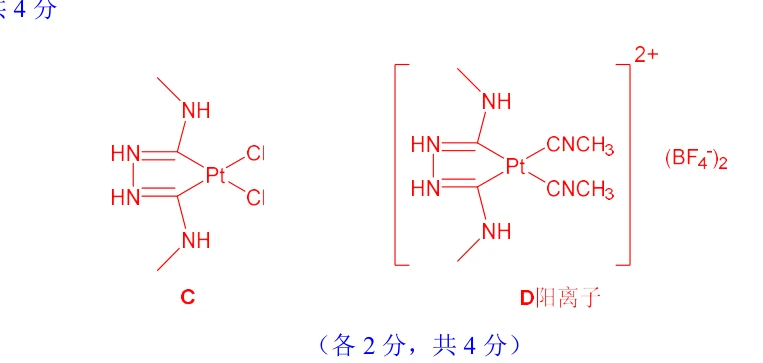 共4分
NH HN HN Pt Cl Cl NH
NH HN HN Pt CNCH3 CNCH3 NH 2+ (BF4-)2
C D阳离子
（各2分，共4分）